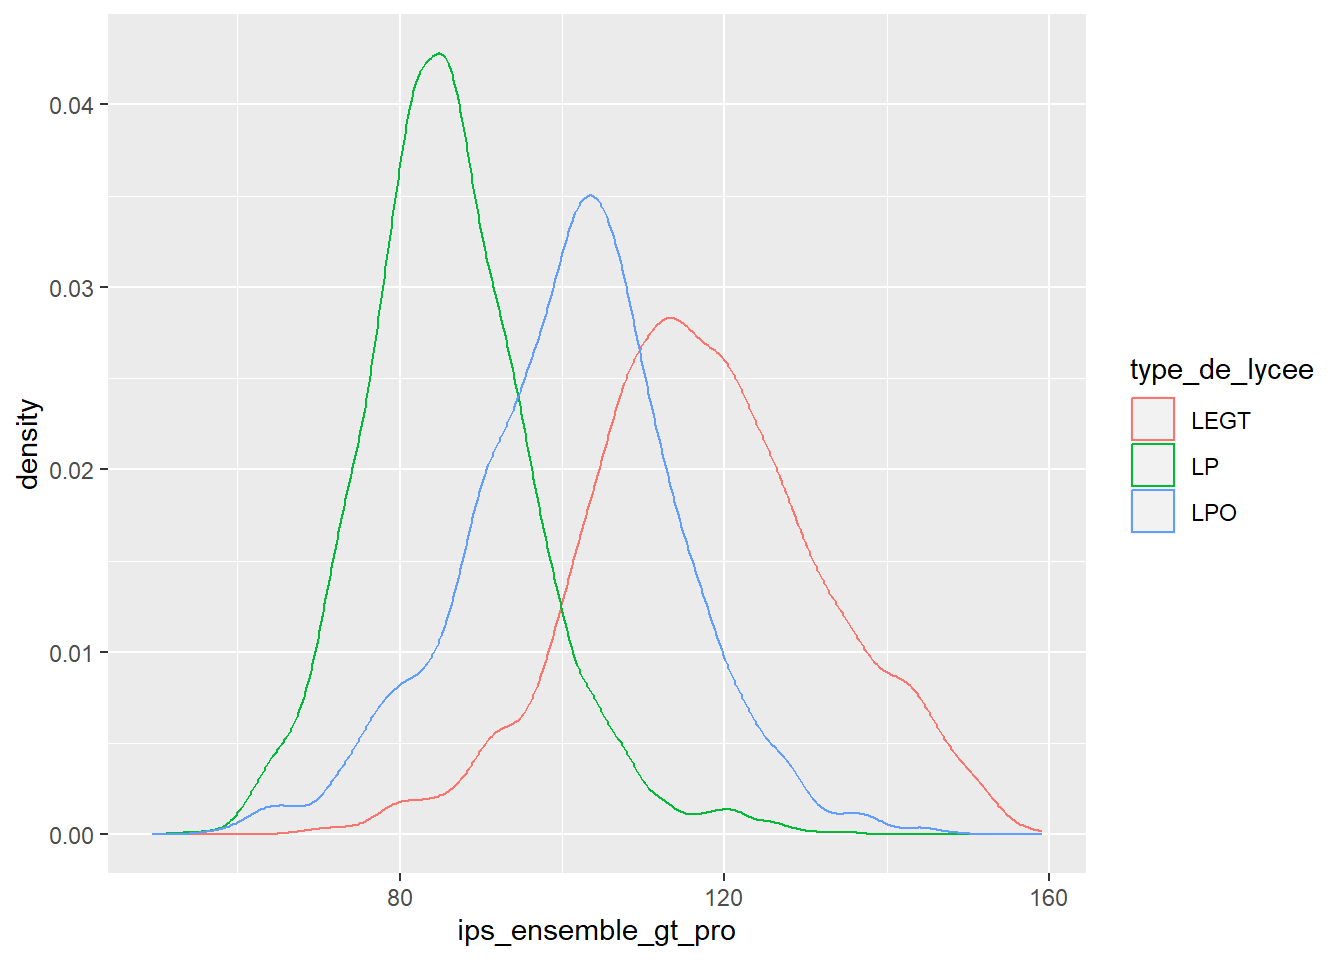 0.04
0.03
0.02
0.01
0.00
density
80
120
160
ips_ensemble_gt_pro
type_de_lycee
LEGT
LP
LPO